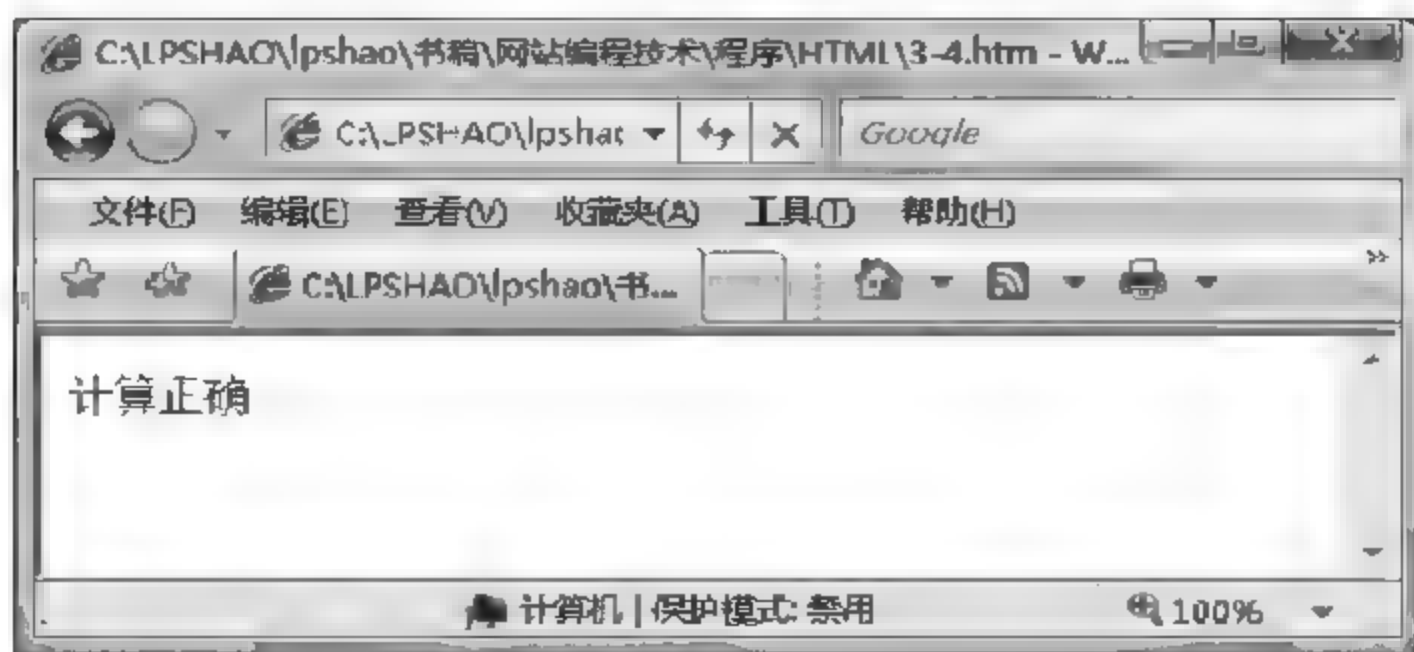 C:\LPSHAO\lpshao\书稿\网站编程技术\程序\HTML\3-4.htm - W...
C:\LPSHAO\lpshac Google
文件(F) 编辑(E) 查看(V) 收藏夹(A) 工具(T) 帮助(H)
C:\LPSHAO\lpshao\书...
计算正确
计算机 | 保护模式: 禁用 100%